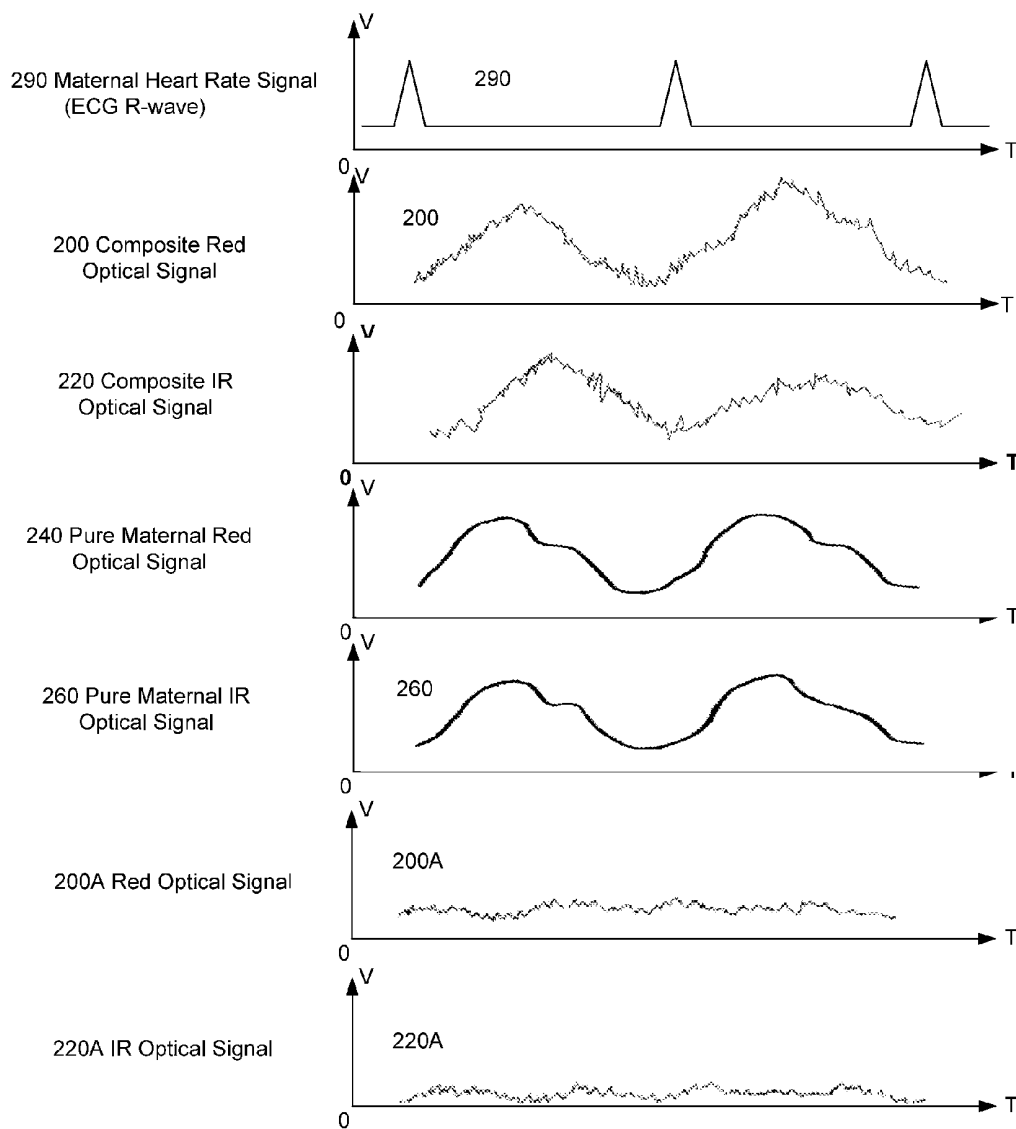 V
290 Maternal Heart Rate Signal
(ECG R-wave)
290
0
T
V
200 Composite Red
Optical Signal
200
0
T
V
220 Composite IR
Optical Signal
0
T
V
240 Pure Maternal Red
Optical Signal
0
T
V
260 Pure Maternal IR
Optical Signal
260
0
V
200A Red Optical Signal
200A
0
T
V
220A IR Optical Signal
220A
0
T